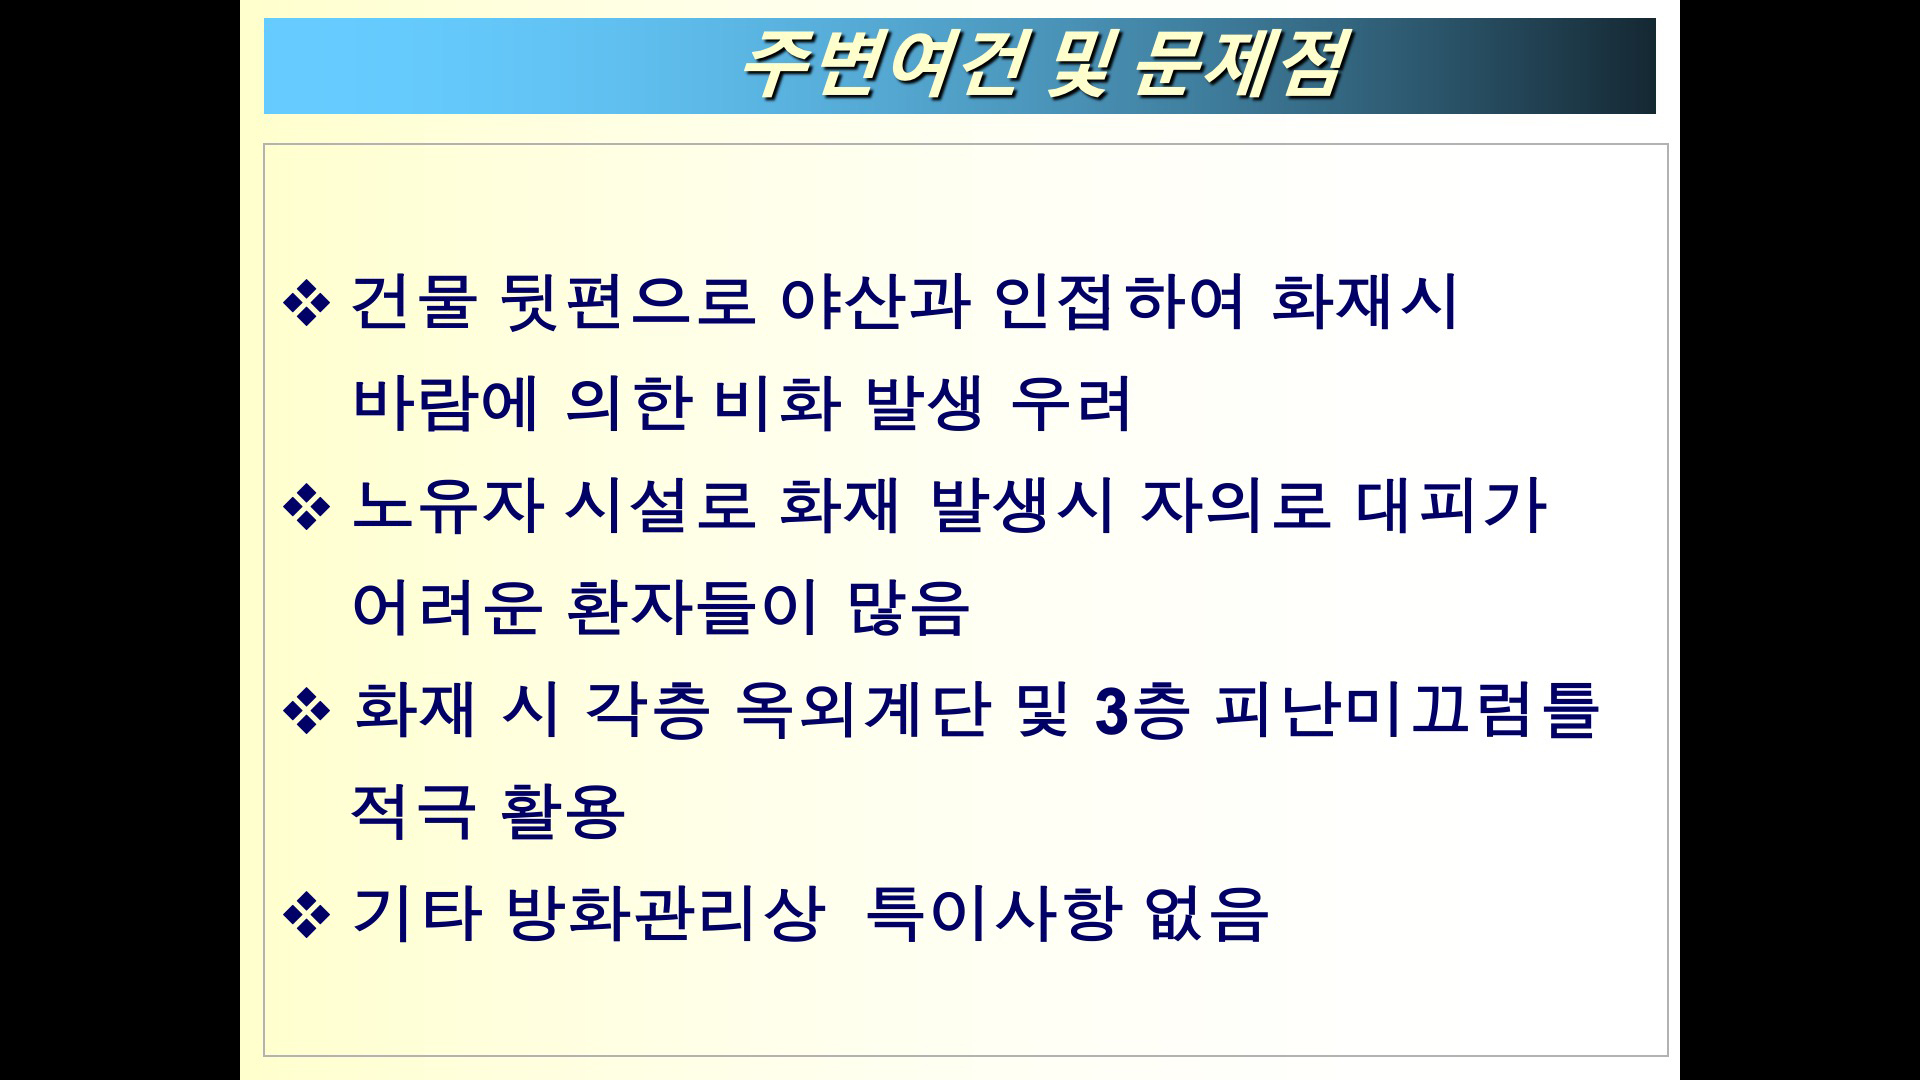 주변여건 및 문제점
❖ 건물 뒷편으로 야산과 인접하여 화재시
바람에 의한 비화 발생 우려
❖ 노유자 시설로 화재 발생시 자의로 대피가
어려운 환자들이 많음
❖ 화재 시 각층 옥외계단 및 3층 피난미끄럼틀
적극 활용
❖ 기타 방화관리상 특이사항 없음